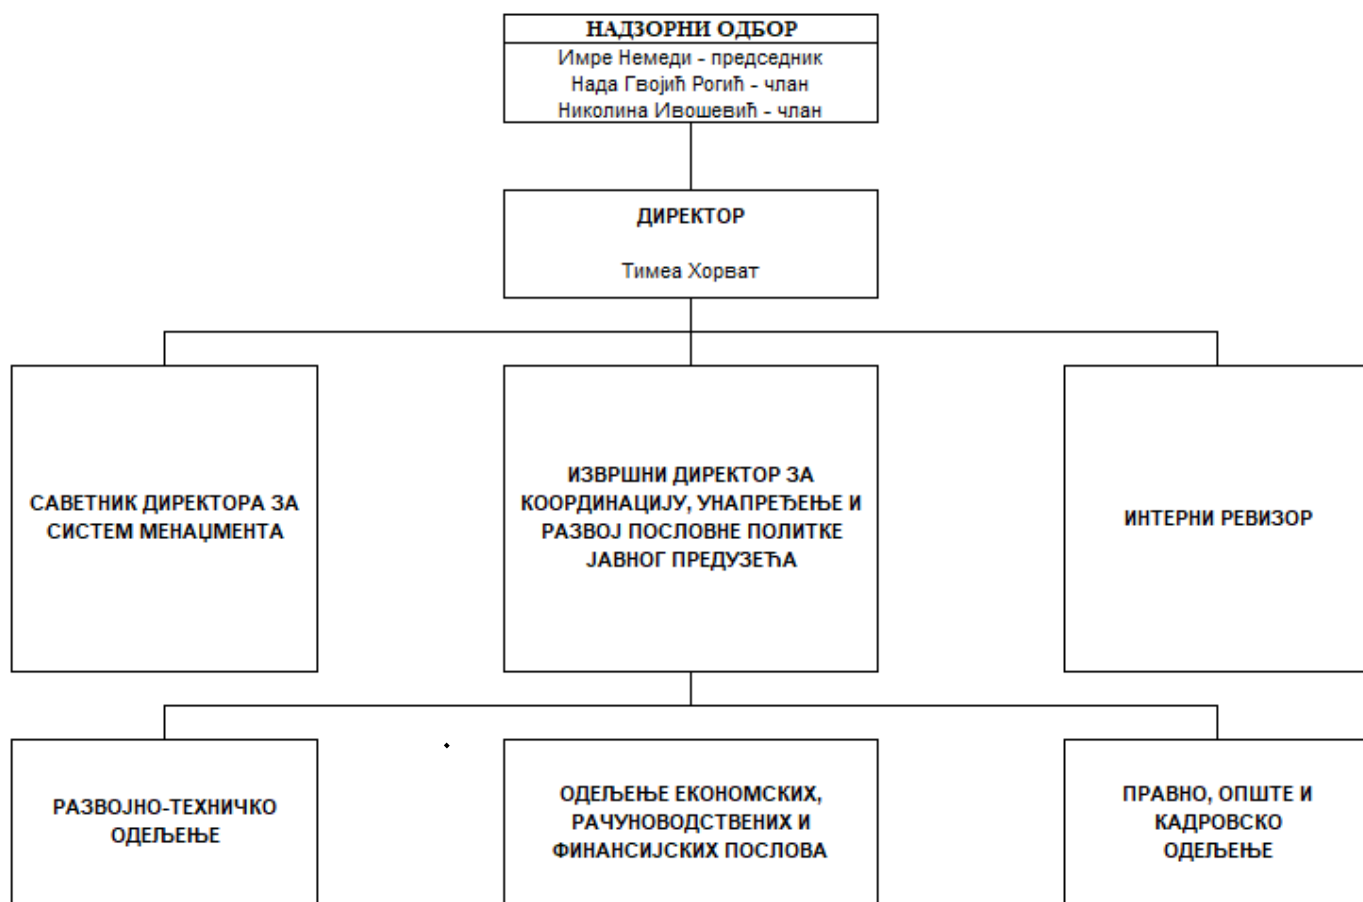 НАДЗОРНИ ОДБОР
Имре Немеди - председник
Нада Гвојић Рогић - члан
Николина Ивошевић - члан
ДИРЕКТОР
Тимеа Хорват
САВЕТНИК ДИРЕКТОРА ЗА
СИСТЕМ МЕНАЏМЕНТА
ИЗВРШНИ ДИРЕКТОР ЗА
КООРДИНАЦИЈУ, УНАПРЕЂЕЊЕ И
РАЗВОЈ ПОСЛОВНЕ ПОЛИТКЕ
ЈАВНОГ ПРЕДУЗЕЋА
ИНТЕРНИ РЕВИЗОР
РАЗВОЈНО-ТЕХНИЧКО
ОДЕЉЕЊЕ
ОДЕЉЕЊЕ ЕКОНОМСКИХ,
РАЧУНОВОДСТВЕНИХ И
ФИНАНСИЈСКИХ ПОСЛОВА
ПРАВНО, ОПШТЕ И
КАДРОВСКО
ОДЕЉЕЊЕ